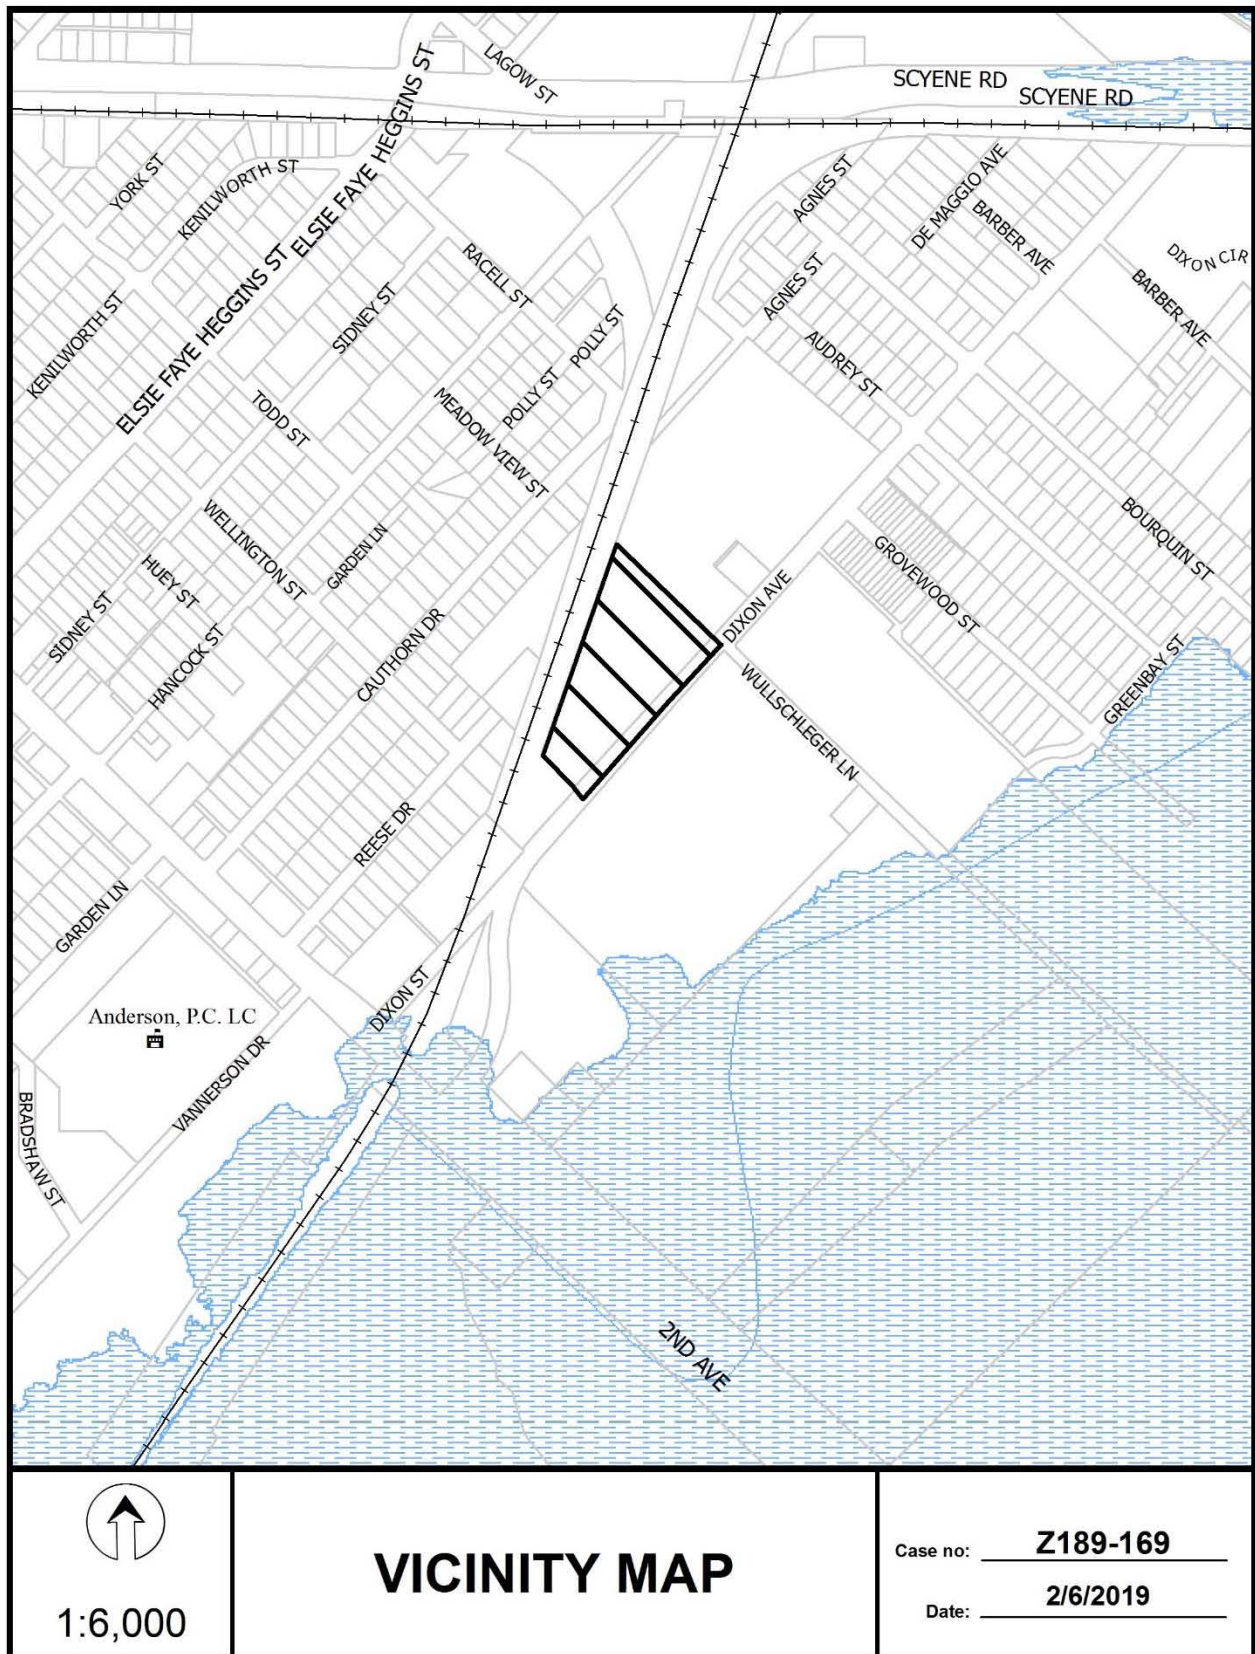 LAGOW ST
SCYENE RD
SCYENE RD
YORK ST
KENILWORTH ST
ELSIE FAYE HEGGINS ST
AGNES ST
DE MAGGIO AVE
BARBER AVE
DIXON CIR
RACELL ST
SIDNEY ST
KENILWORTH ST
ELSIE FAYE HEGGINS ST
POLLY ST
AGNES ST
BARBER AVE
AUDREY ST
TODD ST
MEADOW VIEW ST
POLLY ST
WELLINGTON ST
GARDEN LN
BOURQUIN ST
GROVEWOOD ST
HUEY ST
SIDNEY ST
HANCOCK ST
CAUTHORN DR
DIXON AVE
WULLSCHLEGER LN
GREENBAY ST
REESE DR
GARDEN LN
DIXON ST
Anderson, P.C. LC
VANNERSON DR
BRADSHAW ST
2ND AVE
1:6,000
VICINITY MAP
Case no: Z189-169
Date: 2/6/2019